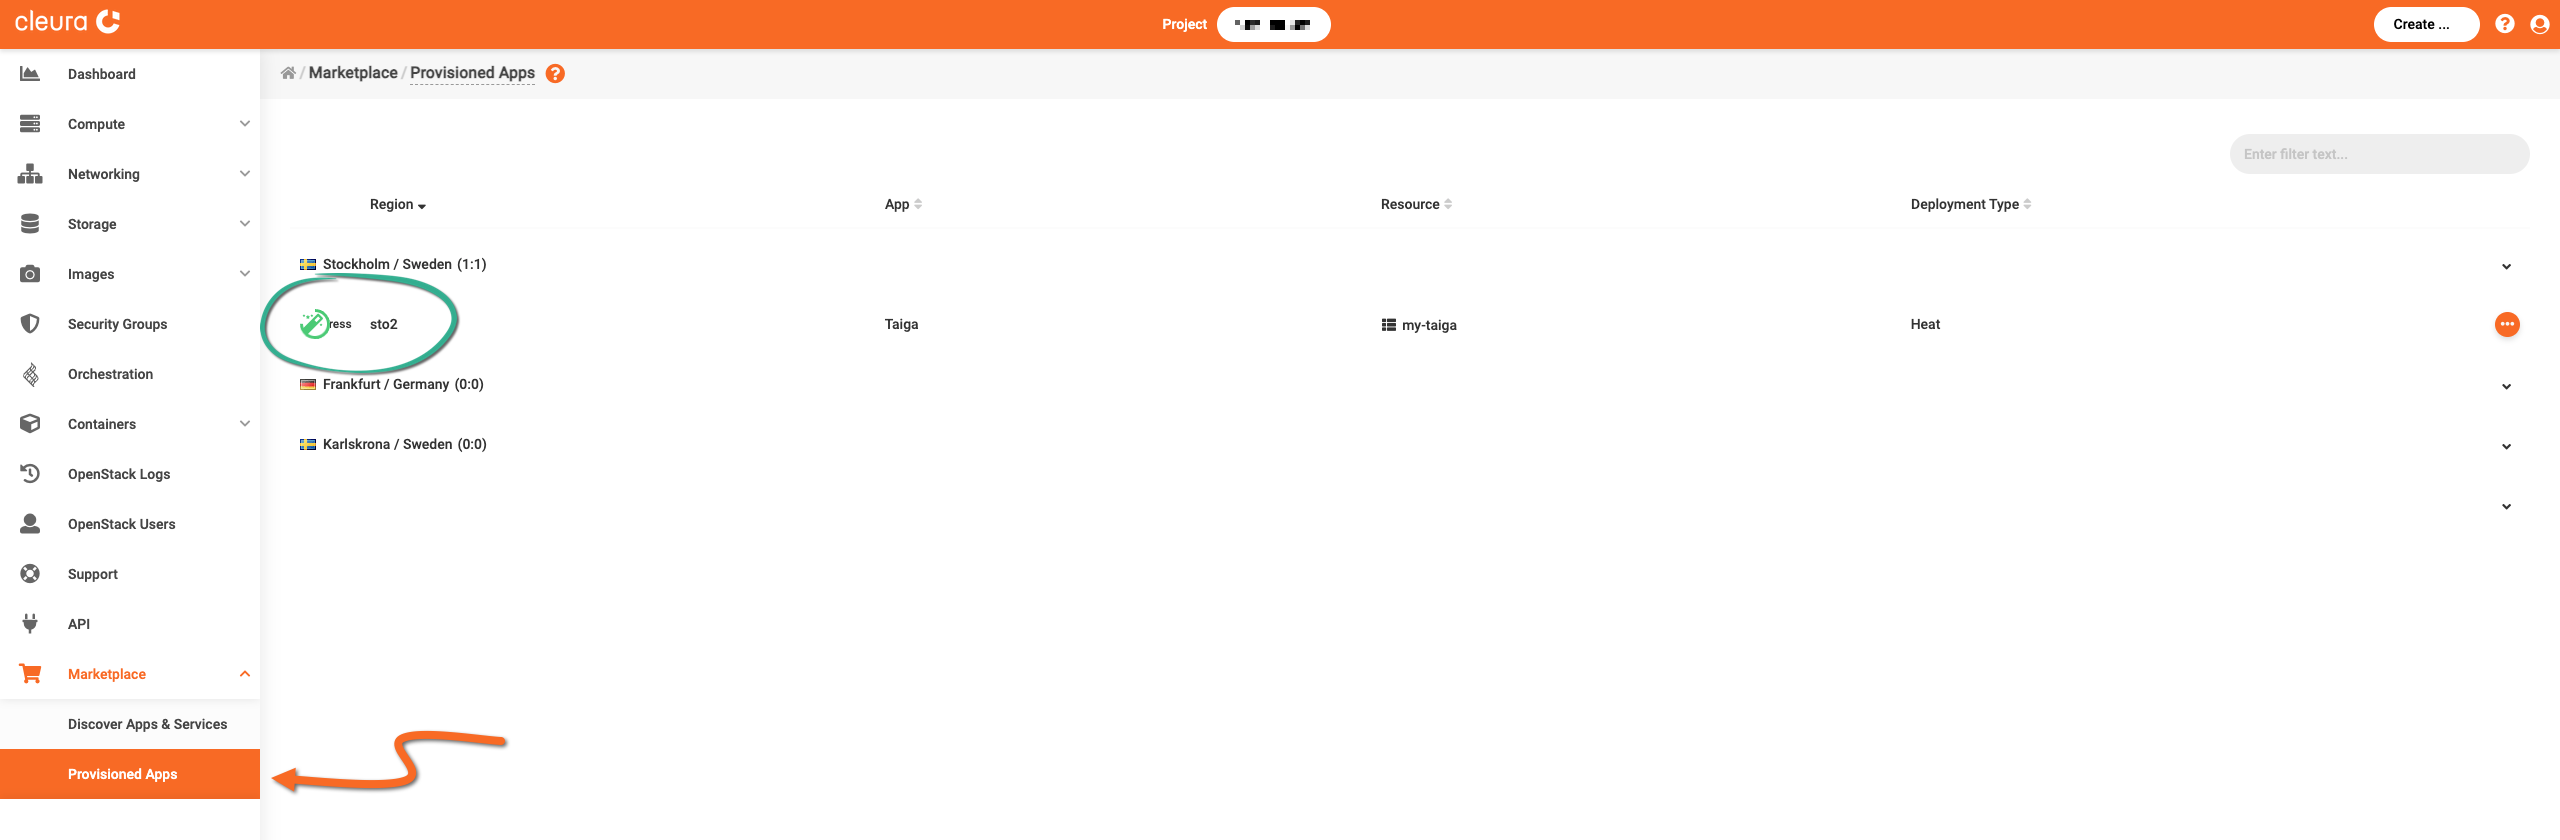 cleura
Project
Create ...
Dashboard
Marketplace / Provisioned Apps
Compute
Networking
Enter filter text...
Region App Resource Deployment Type
Storage
Stockholm / Sweden (1:1)
Images
Security Groups
ress sto2 Taiga my-taiga Heat
Orchestration
Frankfurt / Germany (0:0)
Containers
Karlskrona / Sweden (0:0)
OpenStack Logs
OpenStack Users
Support
API
Marketplace
Discover Apps & Services
Provisioned Apps